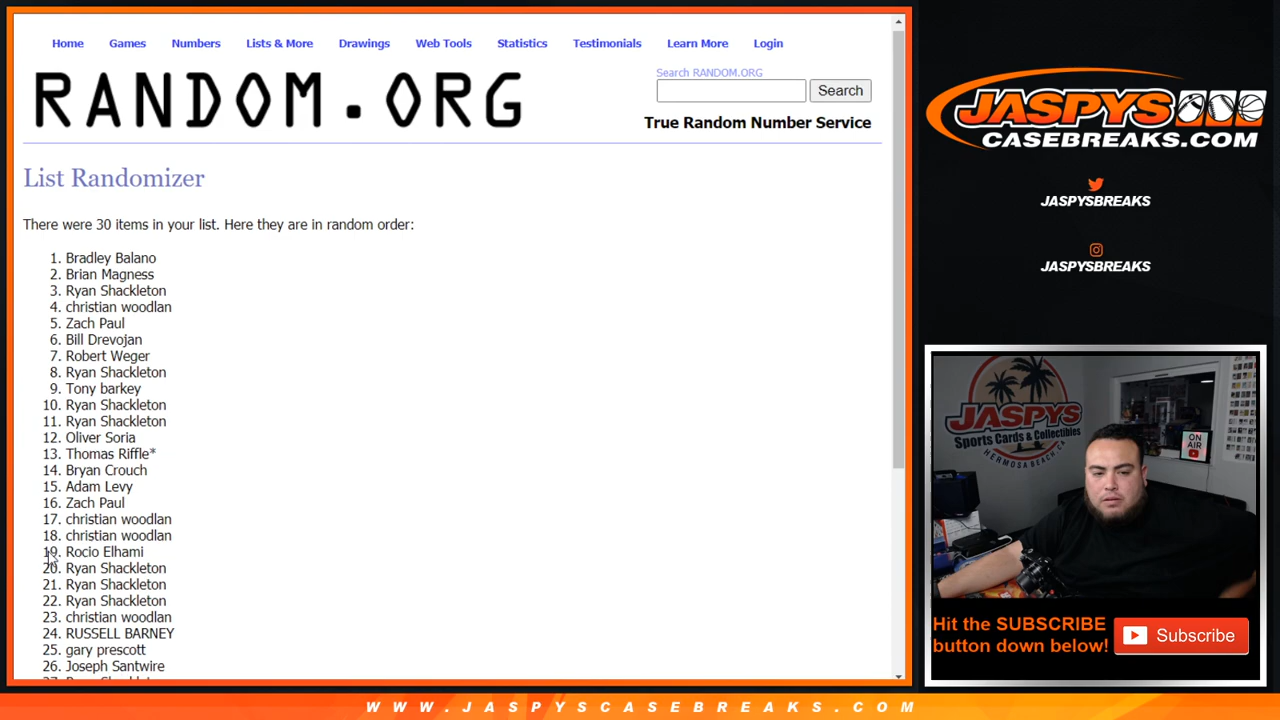 Home Games Numbers Lists & More Drawings Web Tools Statistics Testimonials Learn More Login
RANDOM.ORG
Search RANDOM.ORG
Search
True Random Number Service
List Randomizer
There were 30 items in your list. Here they are in random order:
1. Bradley Balano
2. Brian Magness
3. Ryan Shackleton
4. christian woodlan
5. Zach Paul
6. Bill Drevojan
7. Robert Weger
8. Ryan Shackleton
9. Tony barkey
10. Ryan Shackleton
11. Ryan Shackleton
12. Oliver Soria
13. Thomas Riffle*
14. Bryan Crouch
15. Adam Levy
16. Zach Paul
17. christian woodlan
18. christian woodlan
19. Rocio Elhami
20. Ryan Shackleton
21. Ryan Shackleton
22. Ryan Shackleton
23. christian woodlan
24. RUSSELL BARNEY
25. gary prescott
26. Joseph Santwire
JASPYS
CASEBREAKS.COM
JASPYSBREAKS
JASPYSBREAKS
JASPYS
Sports Cards & Collectibles
HERMOSA BEACH, CA
ON
AIR
Hit the SUBSCRIBE
button down below!
Subscribe
WWW.JASPYSCASEBREAKS.COM